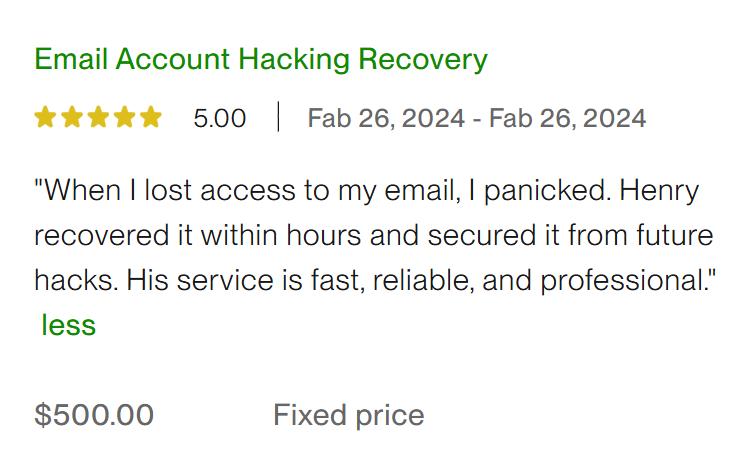 Email Account Hacking Recovery
5.00 | Fab 26, 2024 - Fab 26, 2024
"When I lost access to my email, I panicked. Henry
recovered it within hours and secured it from future
hacks. His service is fast, reliable, and professional."
less
$500.00 Fixed price